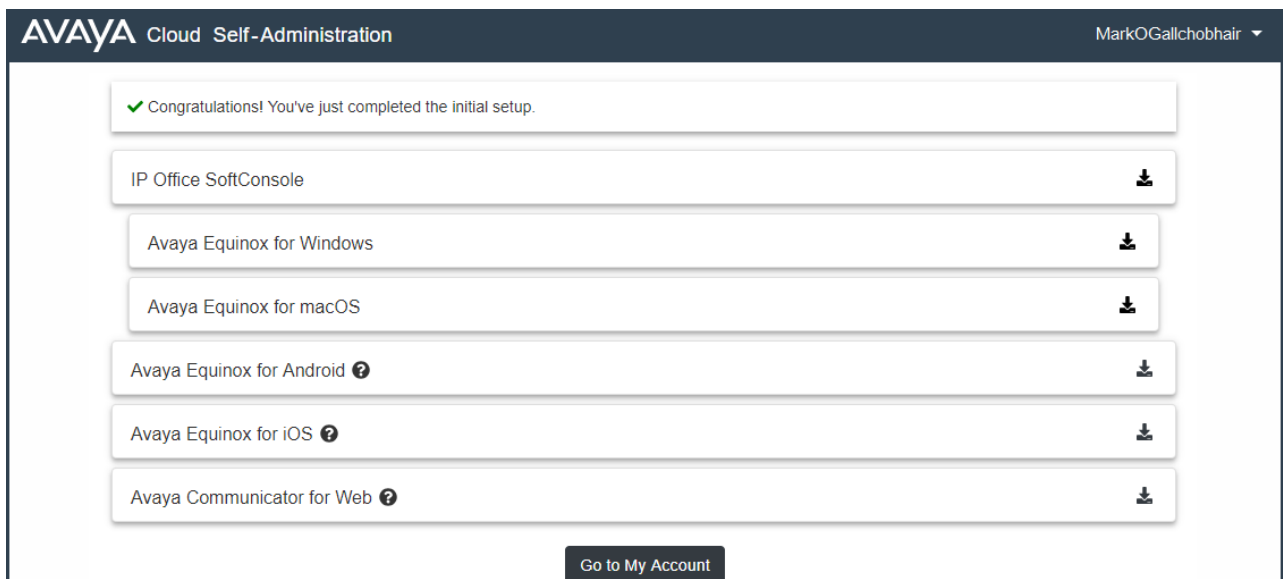 AVAYA Cloud Self-Administration
MarkOGallchobhair
Congratulations! You've just completed the initial setup.
IP Office SoftConsole
Avaya Equinox for Windows
Avaya Equinox for macOS
Avaya Equinox for Android
Avaya Equinox for iOS
Avaya Communicator for Web
Go to My Account